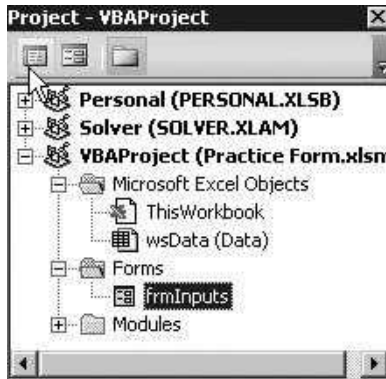 Project - VBAProject
Personal (PERSONAL.XLSB)
Solver (SOLVER.XLAM)
VBAProject (Practice Form.xlsm
Microsoft Excel Objects
ThisWorkbook
wsData (Data)
Forms
frmInputs
Modules